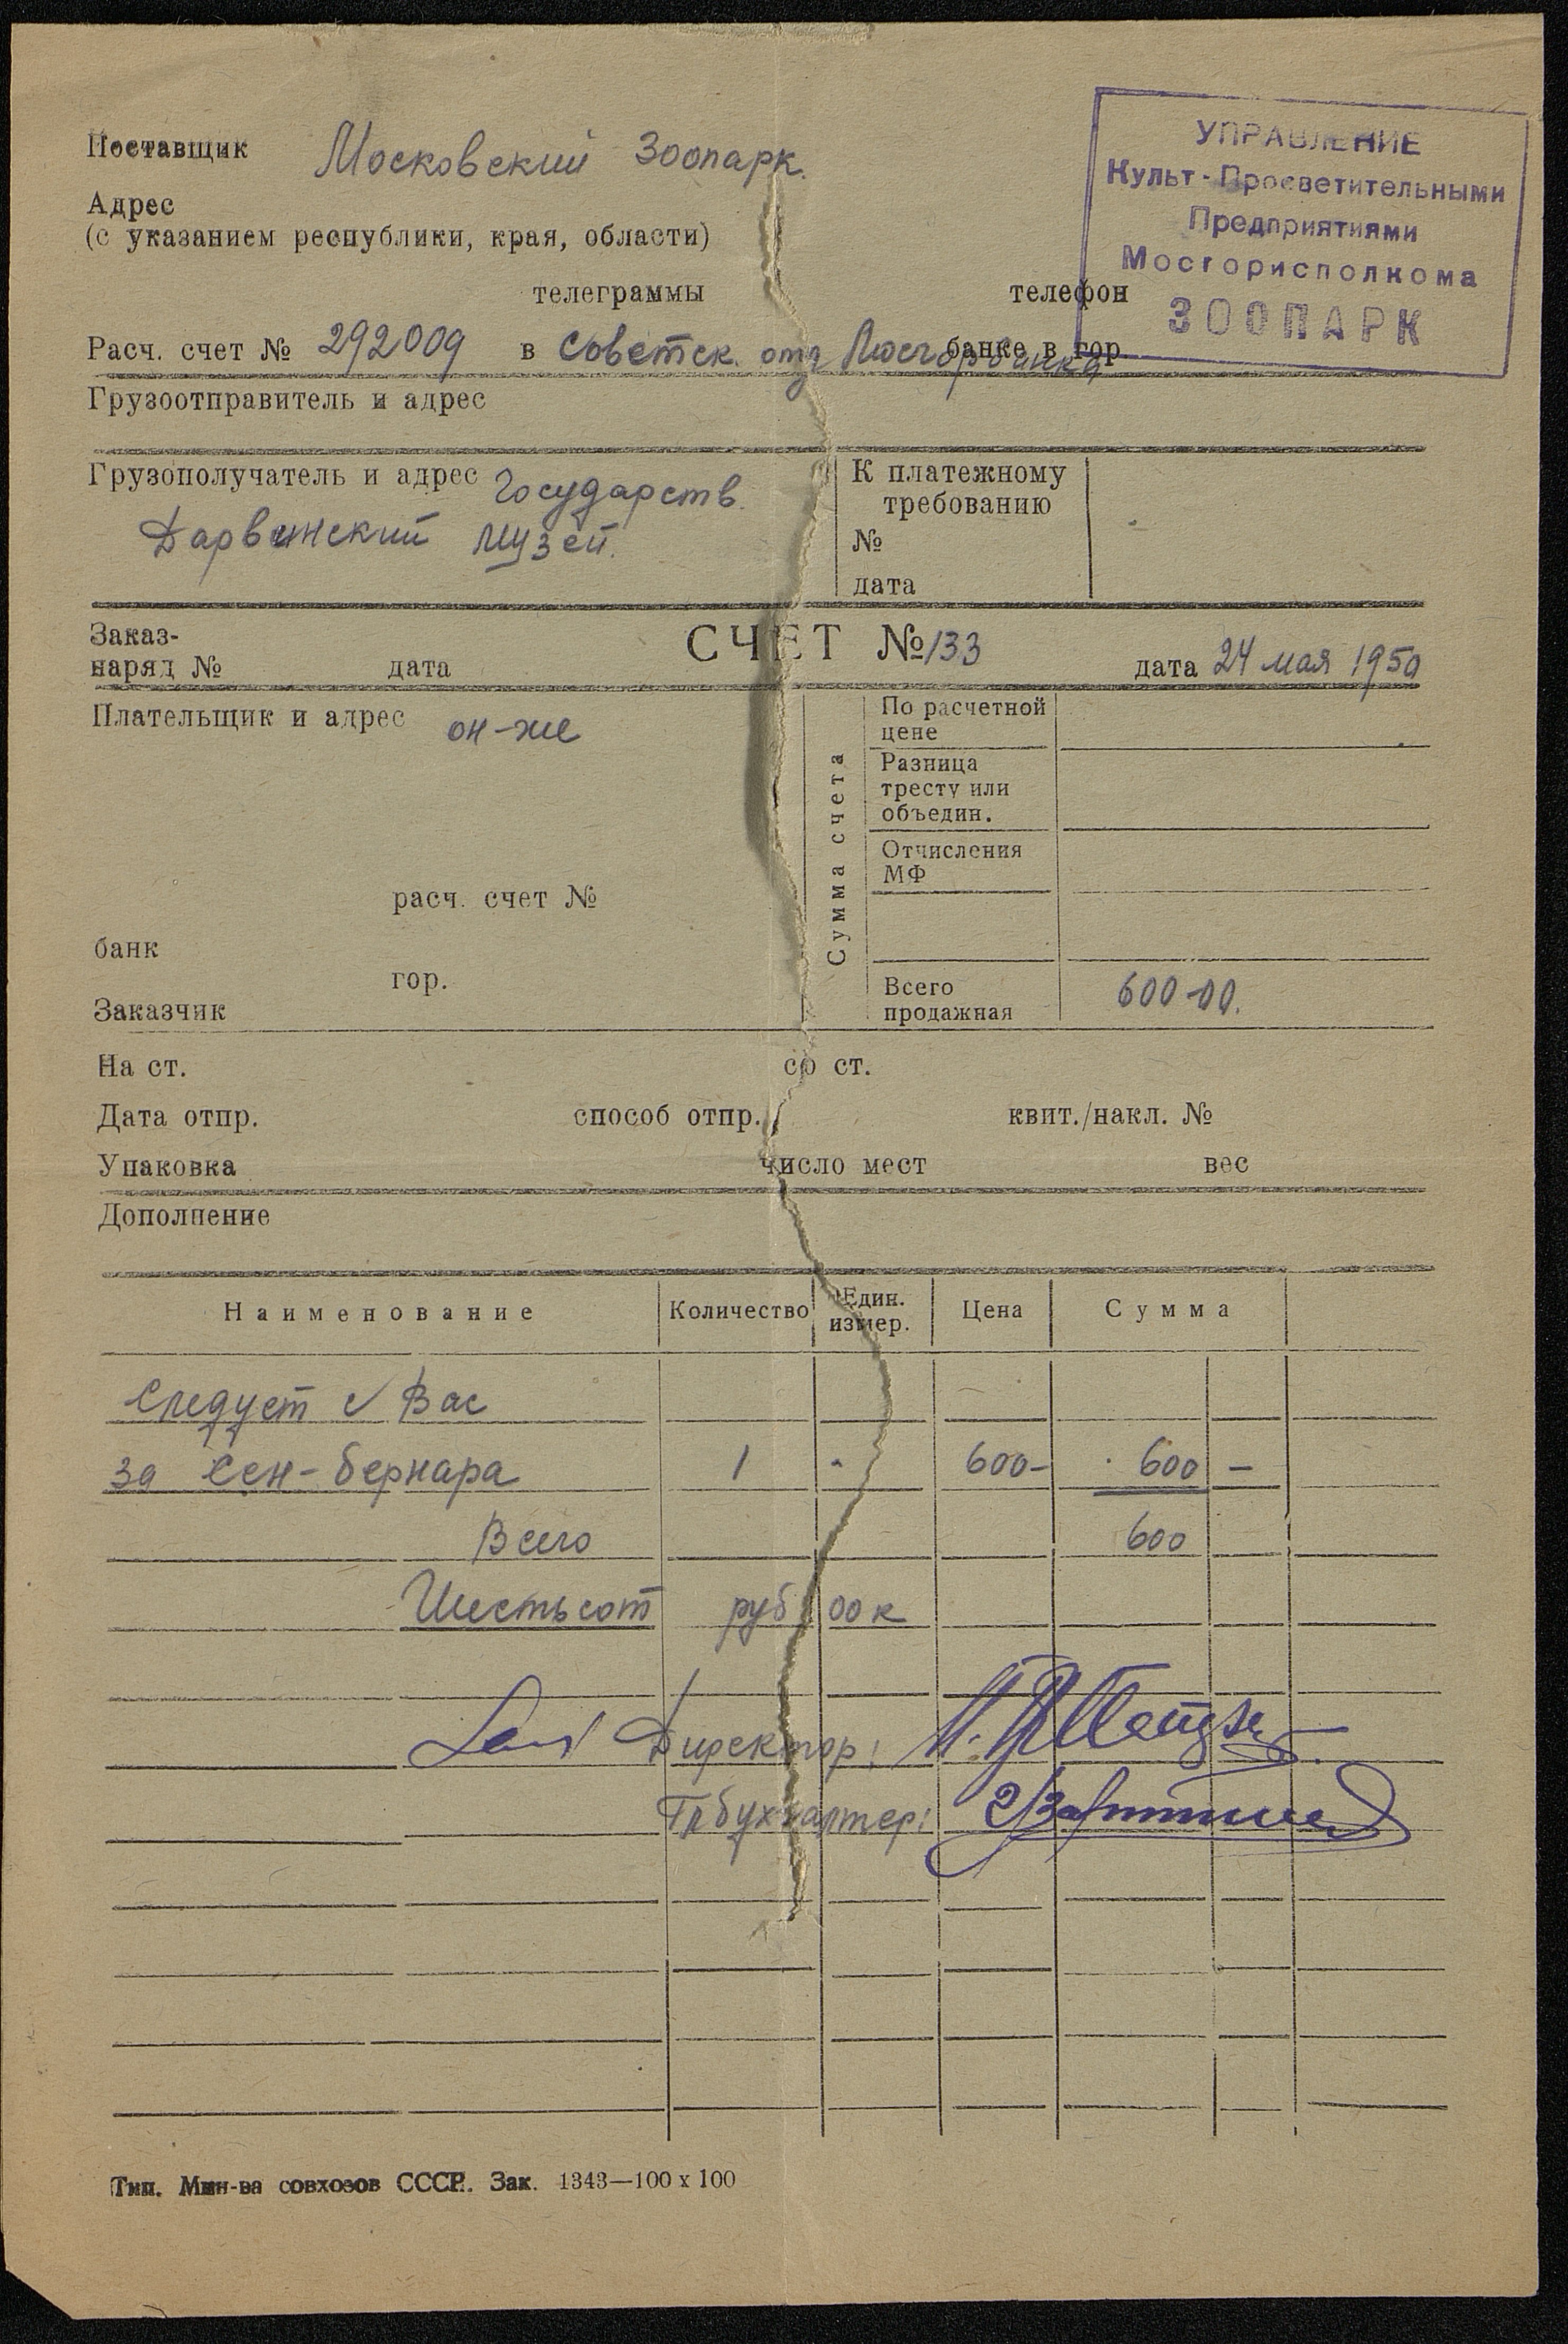 УПРАВЛЕНИЕ
Культ-Просветительными
Предприятиями
Мосгорисполкома
ЗООПАРК
Поставщик Московский Зоопарк.
Адрес
(с указанием республики, края, области)
телеграммы телефон
Расч. счет № 292009 в Советск. отд Мосгорбанка банке в гор
Грузоотправитель и адрес
Грузополучатель и адрес Государств.
Дарвинский музей.
К платежному
требованию
№
дата
Заказ-
наряд № дата СЧЕТ № 133 дата 24 мая 1950
Плательщик и адрес он-же
расч. счет №
банк
гор.
Заказчик
Сумма счета
По расчетной
цене
Разница
тресту или
объедин.
Отчисления
МФ
Всего
продажная 600-00.
На ст. со ст.
Дата отпр. способ отпр. квит./накл. №
Упаковка число мест вес
Дополнение
Наименование Количество Един. измер. Цена Сумма
Следует с Вас
за Сен-бернара 1 " 600- 600 -
Всего 600
Шестьсот руб 00 к
Директор:
Гл бухгалтер:
Тип. Мин-ва совхозов СССР. Зак. 1343—100 х 100